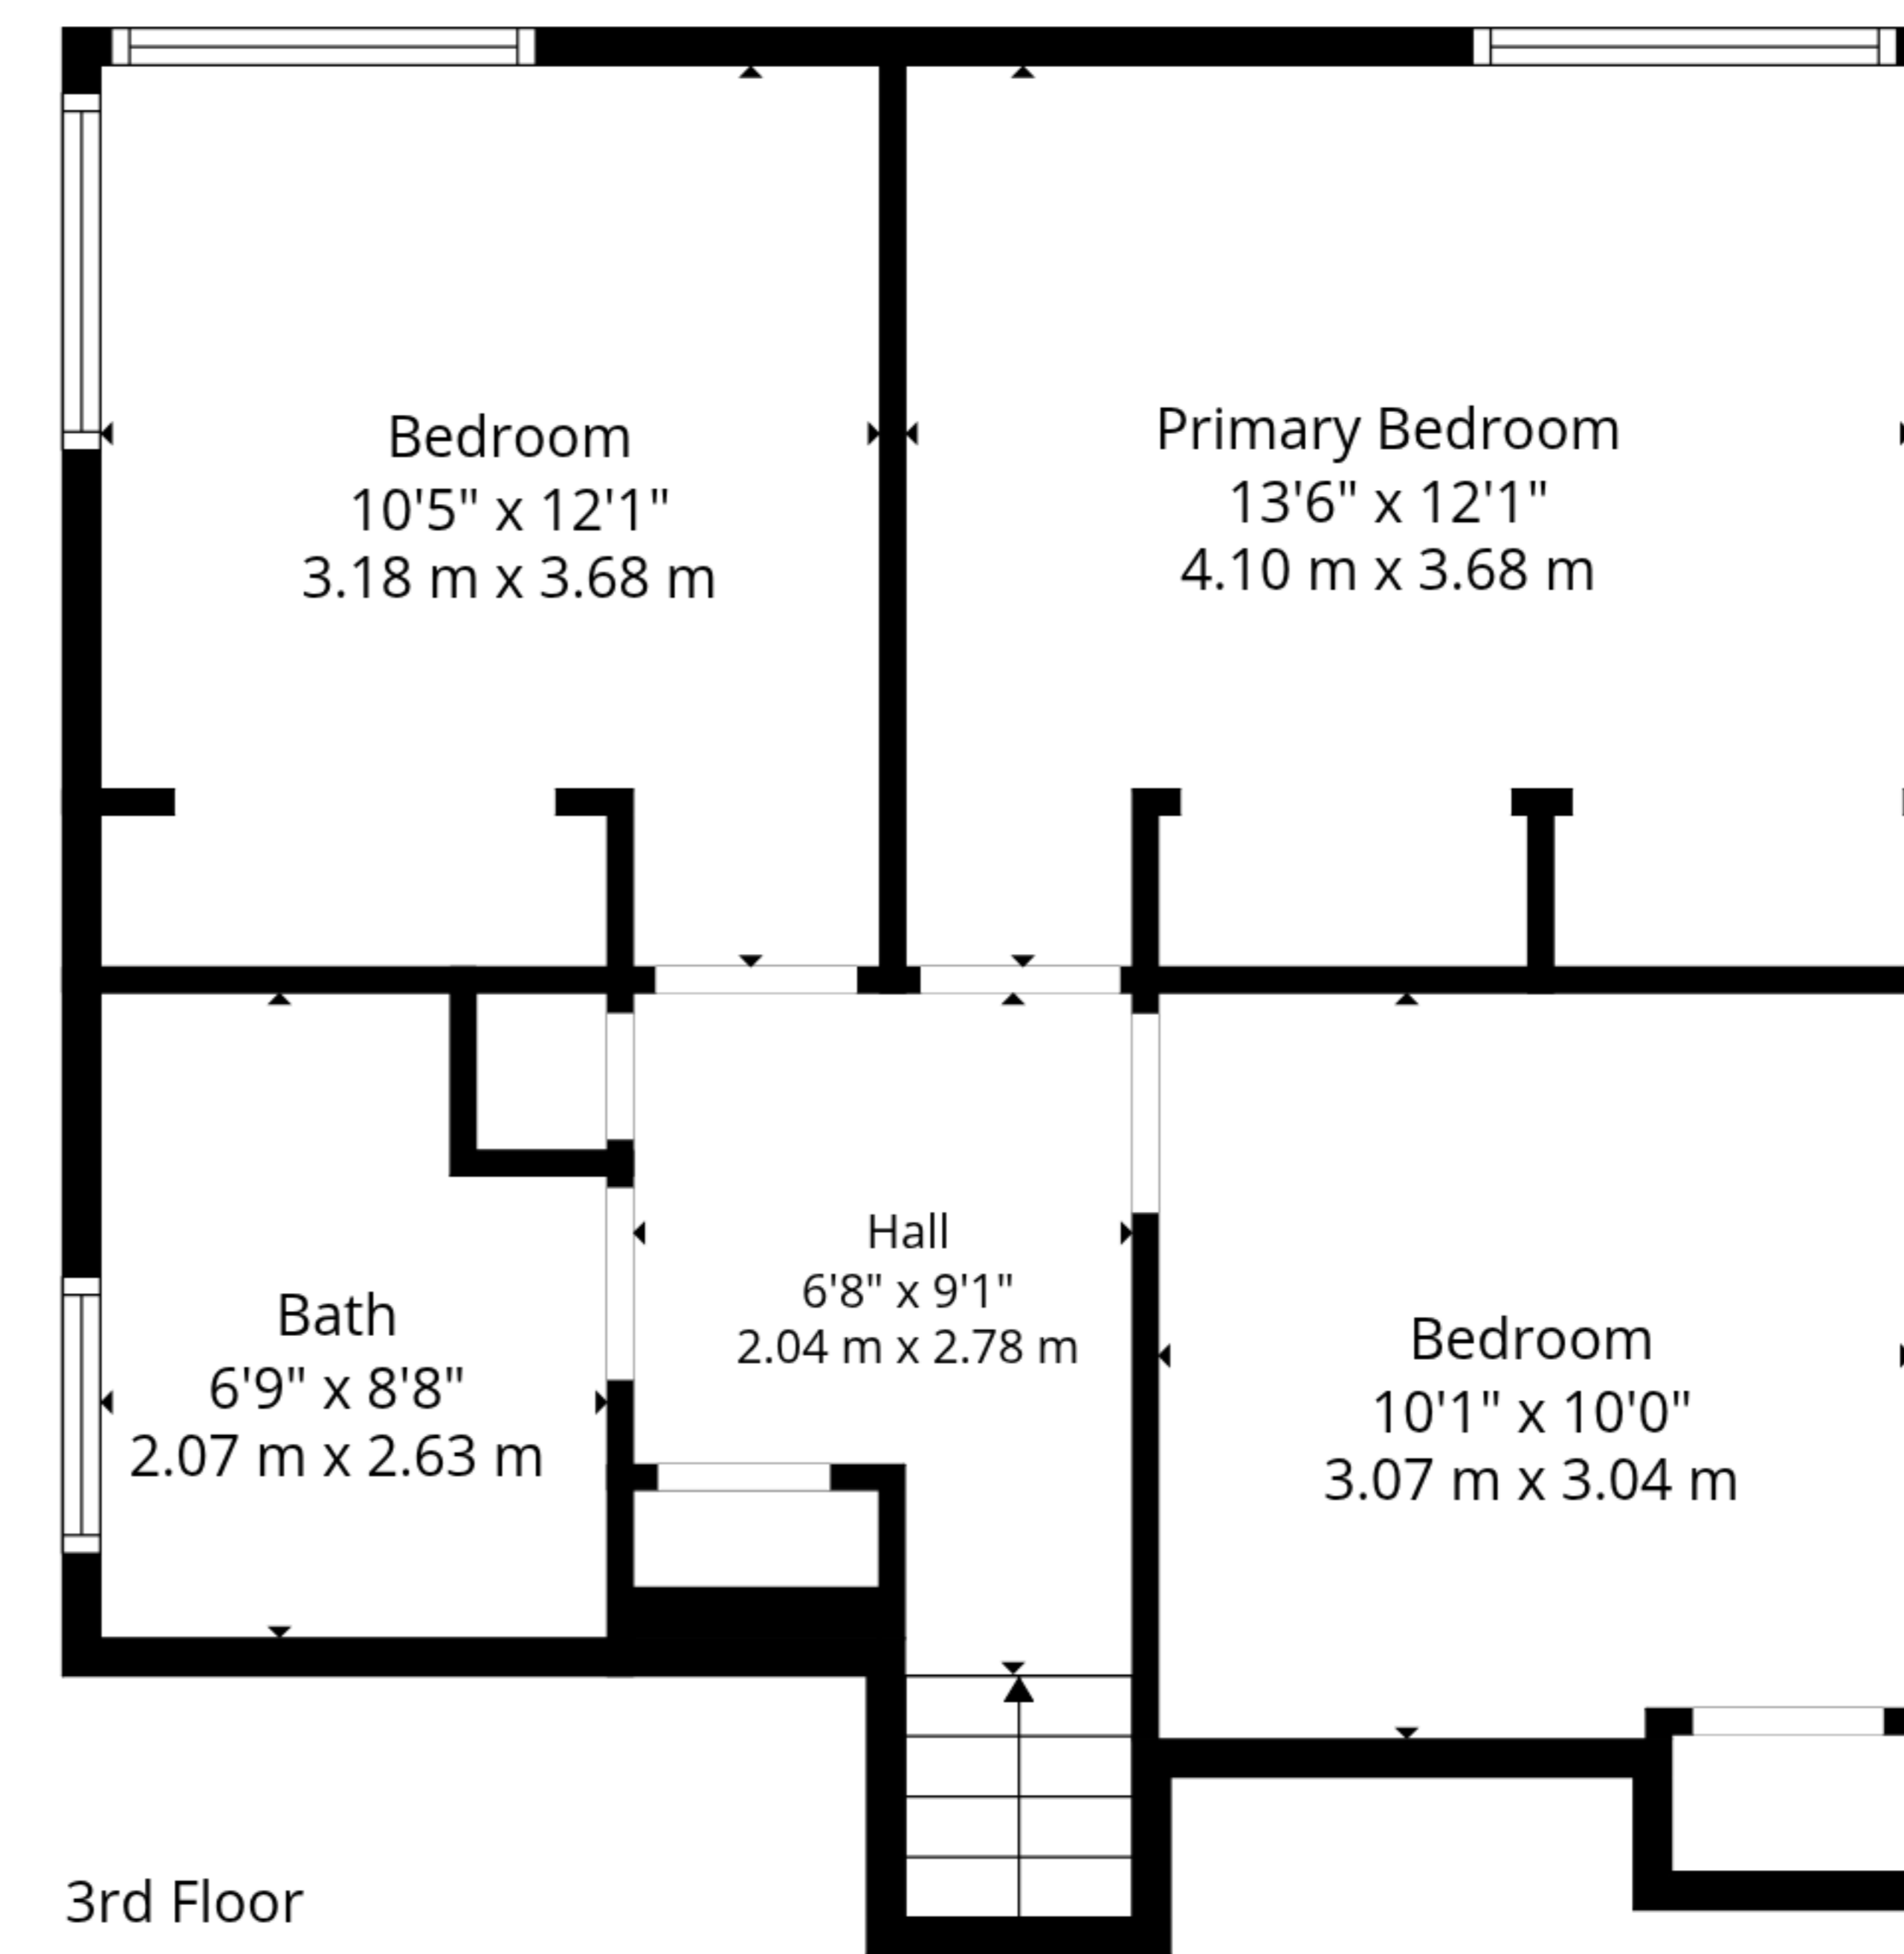 Bedroom
10'5" x 12'1"
3.18 m x 3.68 m
Primary Bedroom
13'6" x 12'1"
4.10 m x 3.68 m
Hall
6'8" x 9'1"
2.04 m x 2.78 m
Bath
6'9" x 8'8"
2.07 m x 2.63 m
Bedroom
10'1" x 10'0"
3.07 m x 3.04 m
3rd Floor